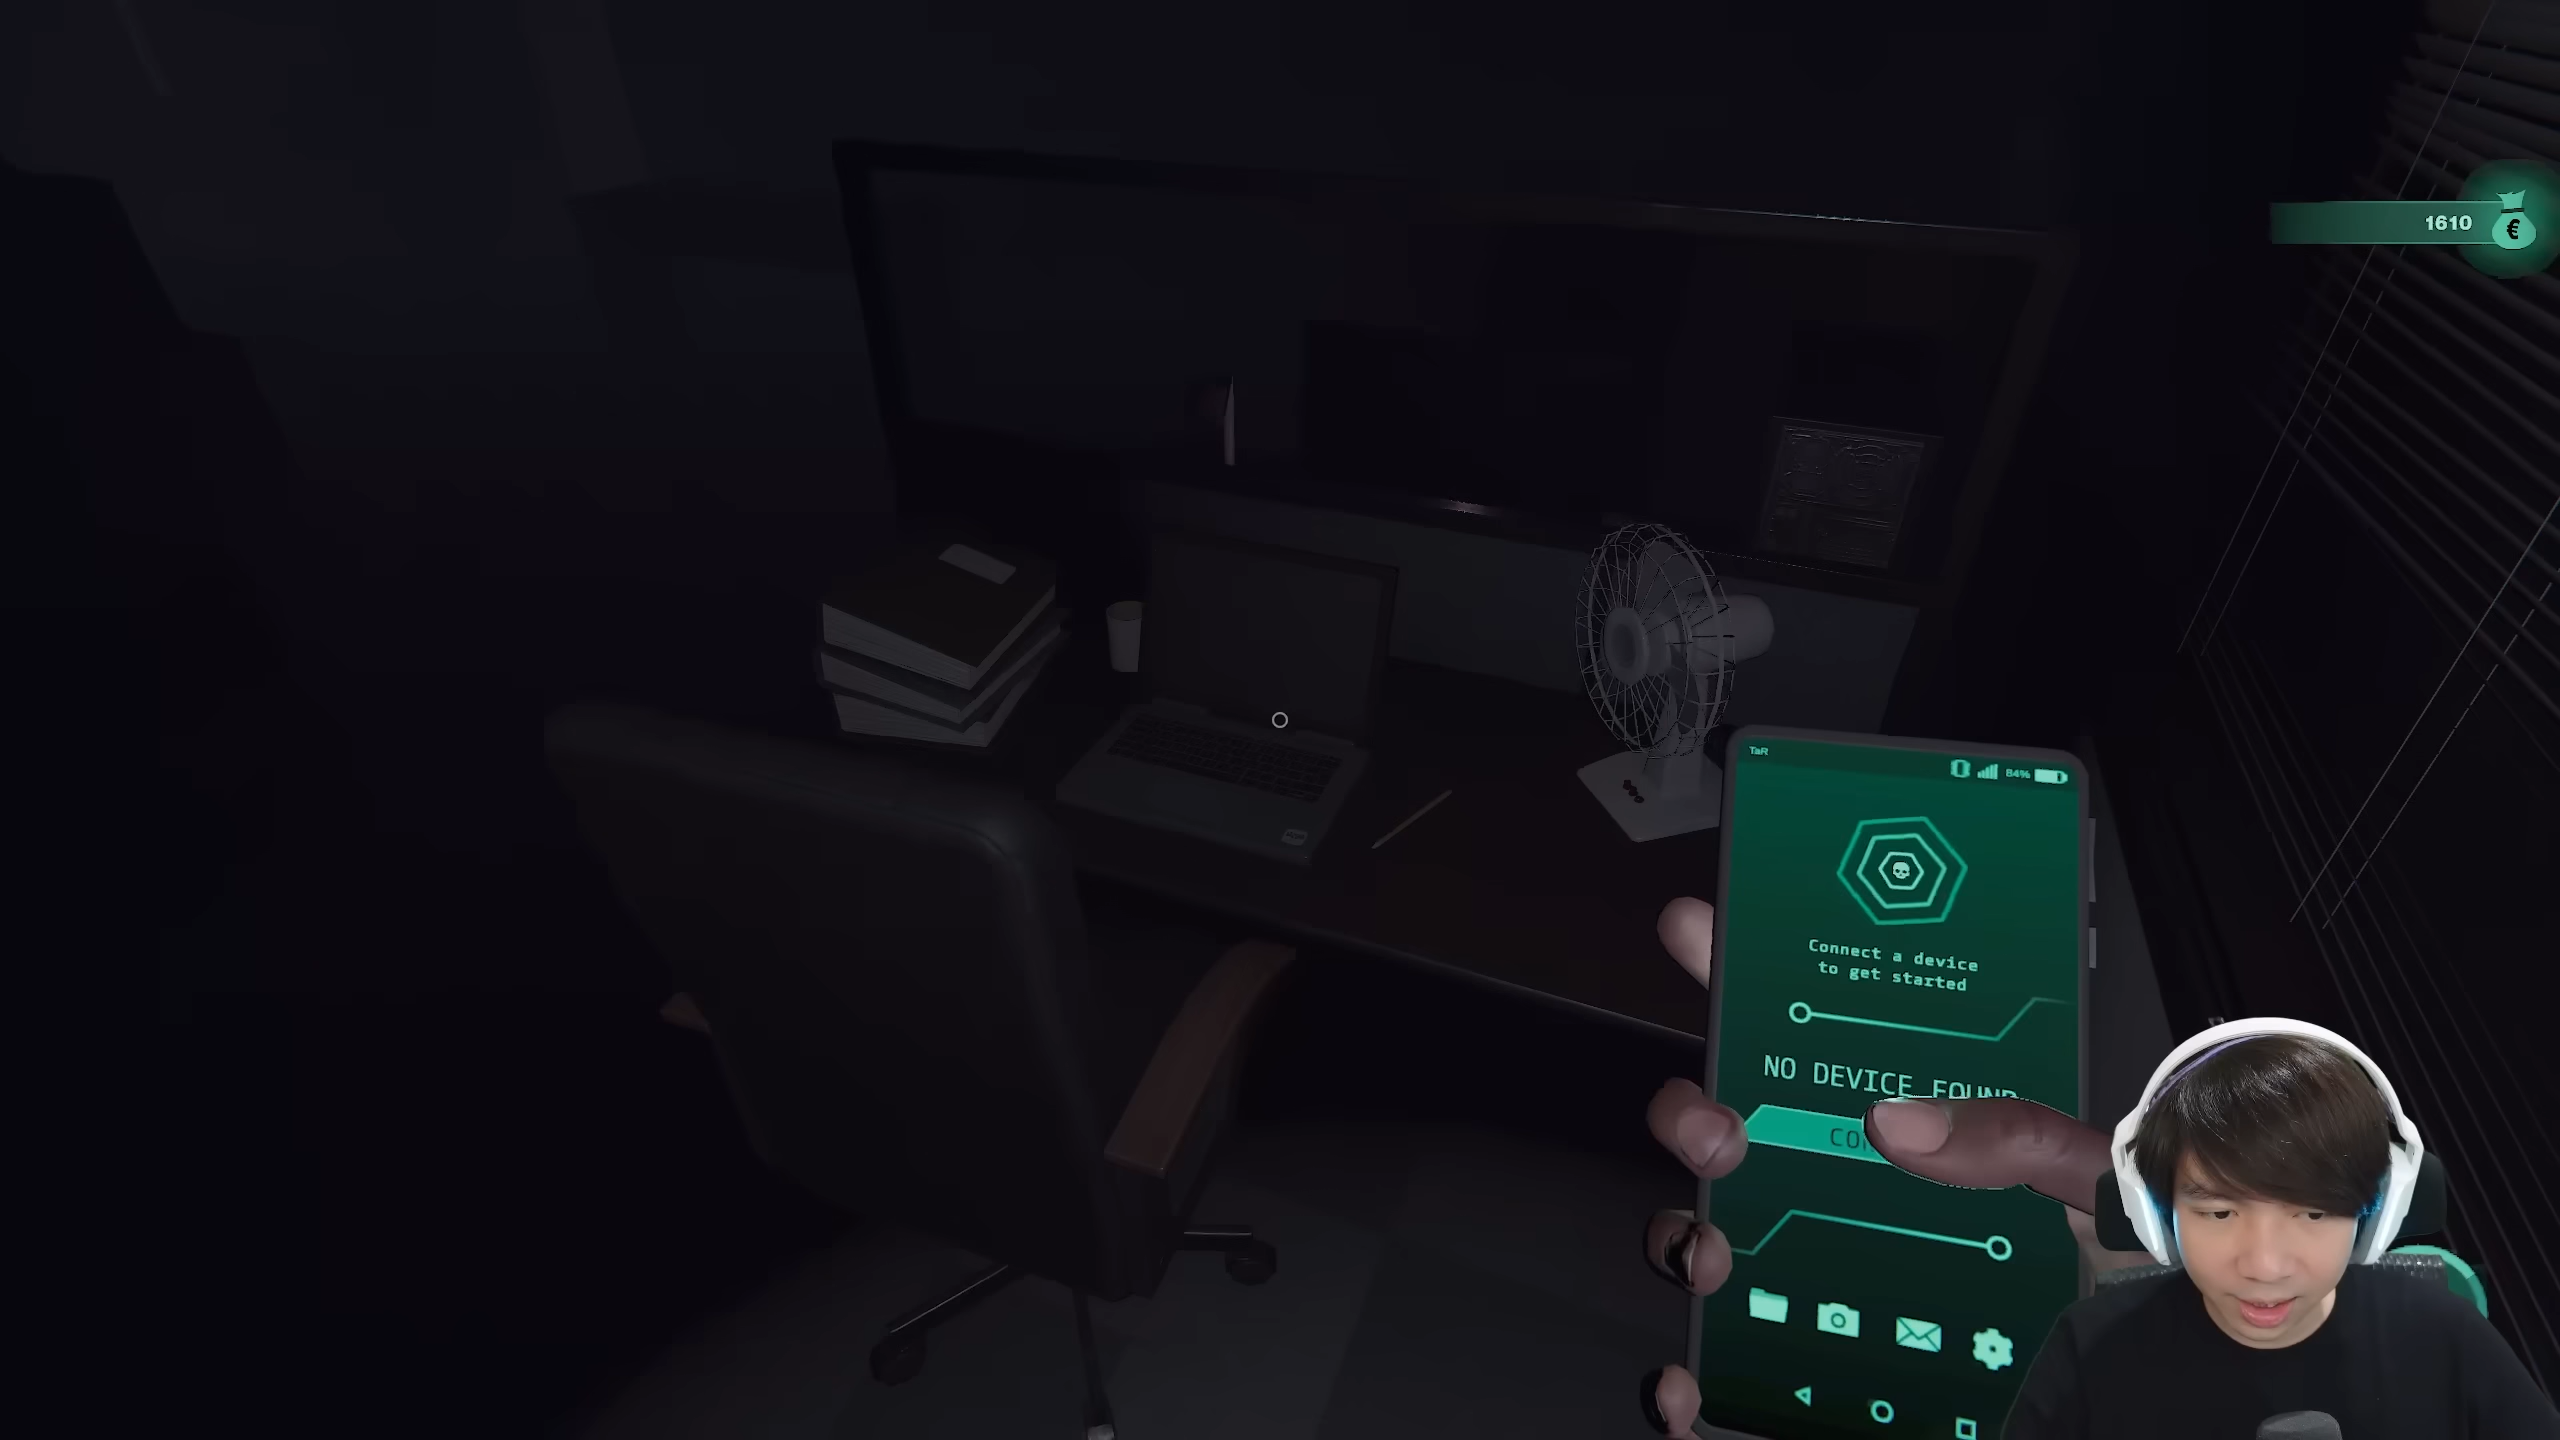 1610
TaR
84%
Connect a device
to get started
NO DEVICE FOUND